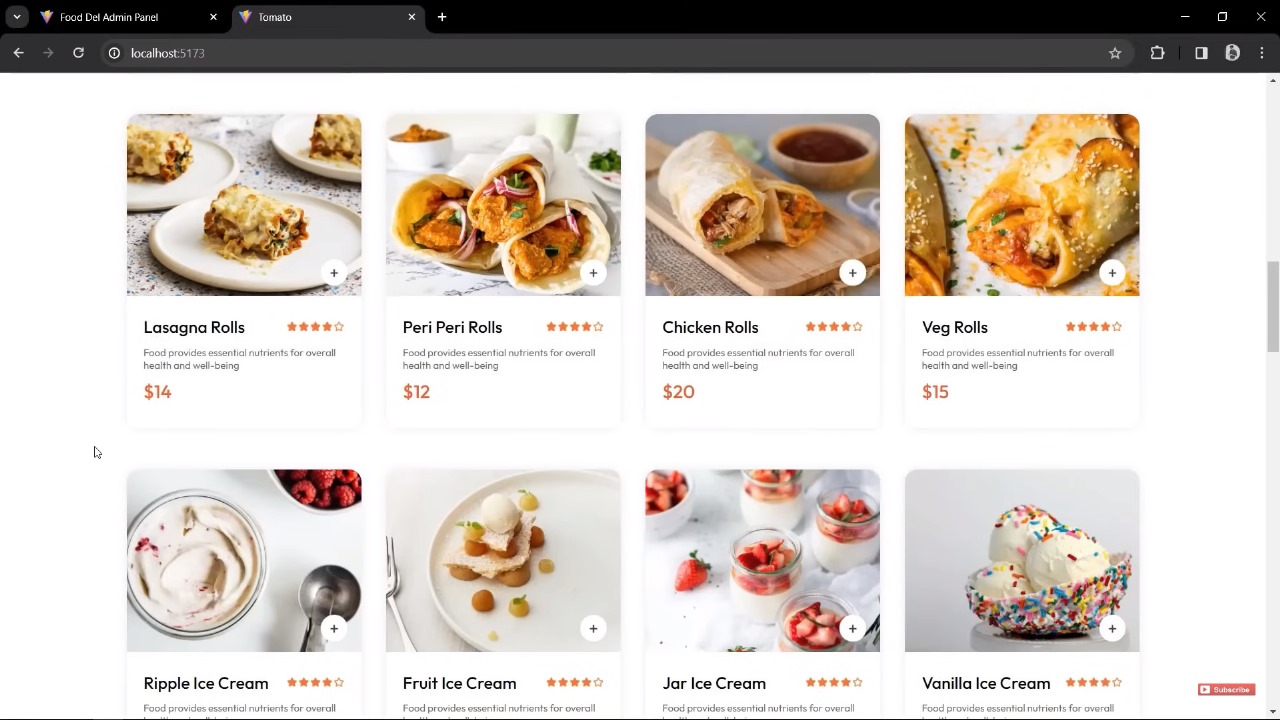 Food Del Admin Panel
Tomato
localhost:5173
Lasagna Rolls
Food provides essential nutrients for overall
health and well-being
$14
Peri Peri Rolls
Food provides essential nutrients for overall
health and well-being
$12
Chicken Rolls
Food provides essential nutrients for overall
health and well-being
$20
Veg Rolls
Food provides essential nutrients for overall
health and well-being
$15
Ripple Ice Cream
Food provides essential nutrients for overall
Fruit Ice Cream
Food provides essential nutrients for overall
Jar Ice Cream
Food provides essential nutrients for overall
Vanilla Ice Cream
Food provides essential nutrients for overall
Subscribe